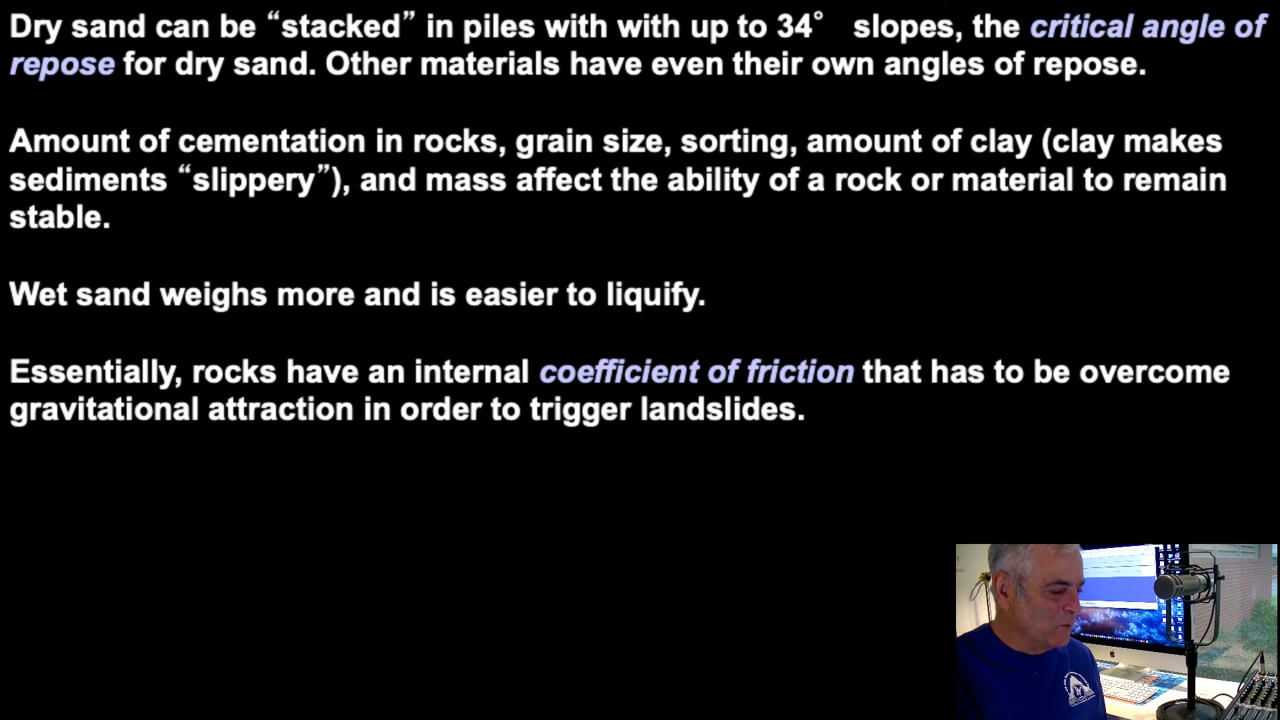 Dry sand can be “stacked” in piles with with up to 34° slopes, the critical angle of
repose for dry sand. Other materials have even their own angles of repose.
Amount of cementation in rocks, grain size, sorting, amount of clay (clay makes
sediments “slippery”), and mass affect the ability of a rock or material to remain
stable.
Wet sand weighs more and is easier to liquify.
Essentially, rocks have an internal coefficient of friction that has to be overcome
gravitational attraction in order to trigger landslides.